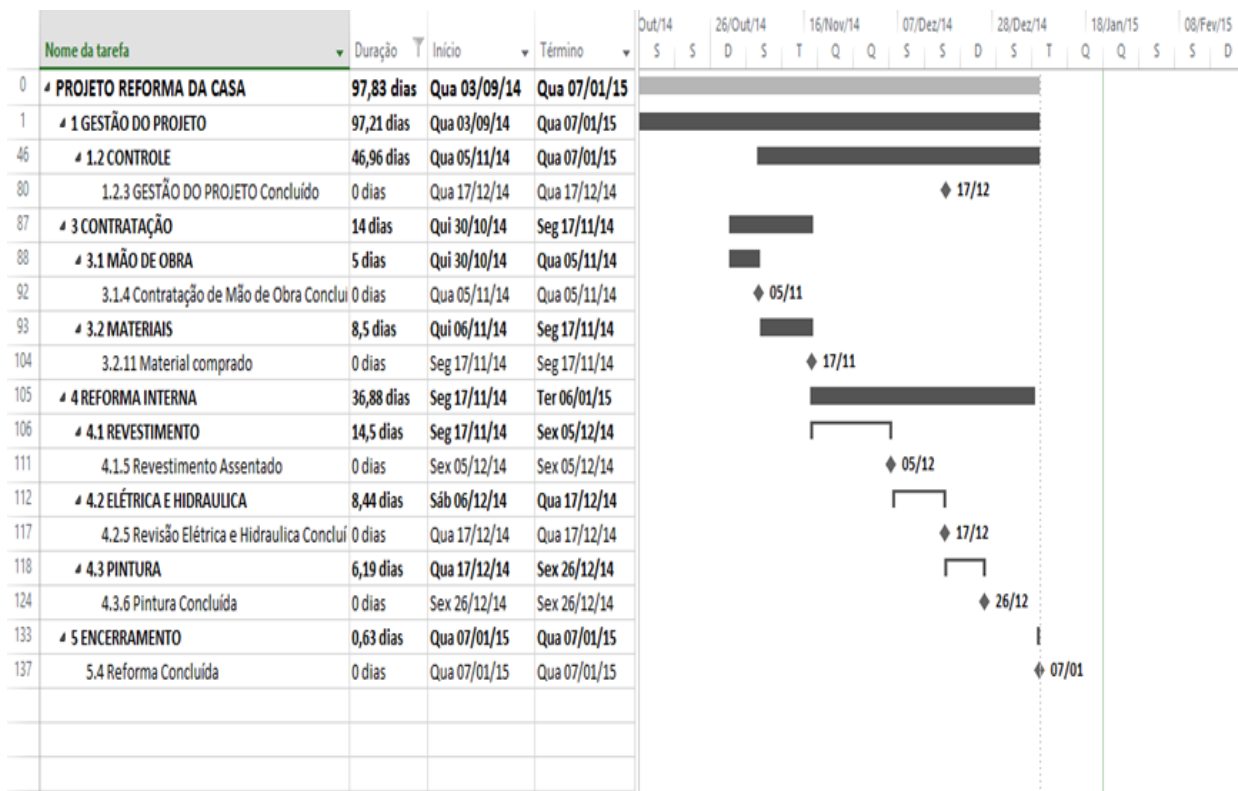 Out/14 26/Out/14 16/Nov/14 07/Dez/14 28/Dez/14 18/Jan/15 08/Fev/15
Nome da tarefa Duração Início Término S S D S T Q Q S S D S T Q Q S S D
0 PROJETO REFORMA DA CASA 97,83 dias Qua 03/09/14 Qua 07/01/15
1 1 GESTÃO DO PROJETO 97,21 dias Qua 03/09/14 Qua 07/01/15
46 1.2 CONTROLE 46,96 dias Qua 05/11/14 Qua 07/01/15
80 1.2.3 GESTÃO DO PROJETO Concluído 0 dias Qua 17/12/14 Qua 17/12/14 17/12
87 3 CONTRATAÇÃO 14 dias Qui 30/10/14 Seg 17/11/14
88 3.1 MÃO DE OBRA 5 dias Qui 30/10/14 Qua 05/11/14
92 3.1.4 Contratação de Mão de Obra Concluí 0 dias Qua 05/11/14 Qua 05/11/14 05/11
93 3.2 MATERIAIS 8,5 dias Qui 06/11/14 Seg 17/11/14
104 3.2.11 Material comprado 0 dias Seg 17/11/14 Seg 17/11/14 17/11
105 4 REFORMA INTERNA 36,88 dias Seg 17/11/14 Ter 06/01/15
106 4.1 REVESTIMENTO 14,5 dias Seg 17/11/14 Sex 05/12/14
111 4.1.5 Revestimento Assentado 0 dias Sex 05/12/14 Sex 05/12/14 05/12
112 4.2 ELÉTRICA E HIDRAULICA 8,44 dias Sáb 06/12/14 Qua 17/12/14
117 4.2.5 Revisão Elétrica e Hidraulica Concluí 0 dias Qua 17/12/14 Qua 17/12/14 17/12
118 4.3 PINTURA 6,19 dias Qua 17/12/14 Sex 26/12/14
124 4.3.6 Pintura Concluída 0 dias Sex 26/12/14 Sex 26/12/14 26/12
133 5 ENCERRAMENTO 0,63 dias Qua 07/01/15 Qua 07/01/15
137 5.4 Reforma Concluída 0 dias Qua 07/01/15 Qua 07/01/15 07/01